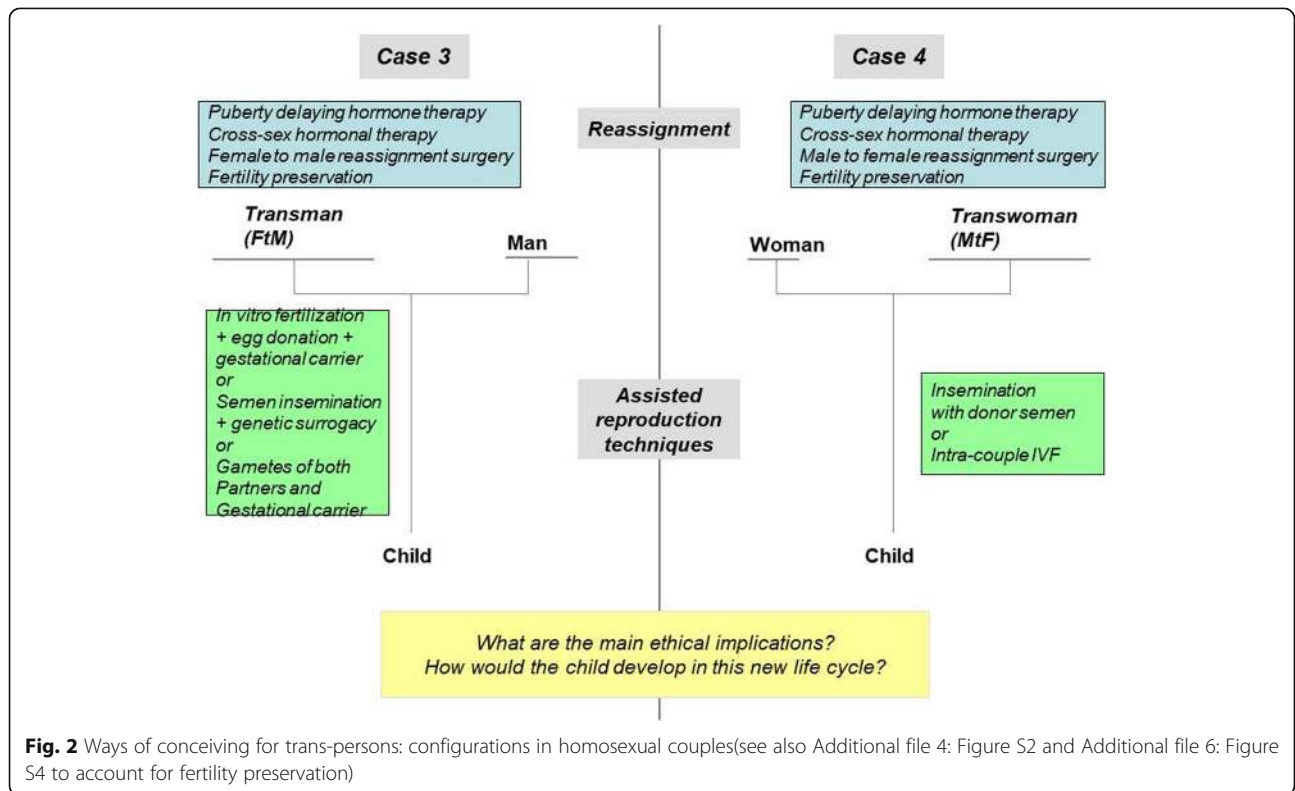 Case 3
Case 4
Puberty delaying hormone therapy
Cross-sex hormonal therapy
Female to male reassignment surgery
Fertility preservation
Reassignment
Puberty delaying hormone therapy
Cross-sex hormonal therapy
Male to female reassignment surgery
Fertility preservation
Transman
(FtM)
Man
Woman
Transwoman
(MtF)
In vitro fertilization
+ egg donation +
gestational carrier
or
Semen insemination
+ genetic surrogacy
or
Gametes of both
Partners and
Gestational carrier
Assisted
reproduction
techniques
Insemination
with donor semen
or
Intra-couple IVF
Child
Child
What are the main ethical implications?
How would the child develop in this new life cycle?
Fig. 2 Ways of conceiving for trans-persons: configurations in homosexual couples(see also Additional file 4: Figure S2 and Additional file 6: Figure
S4 to account for fertility preservation)